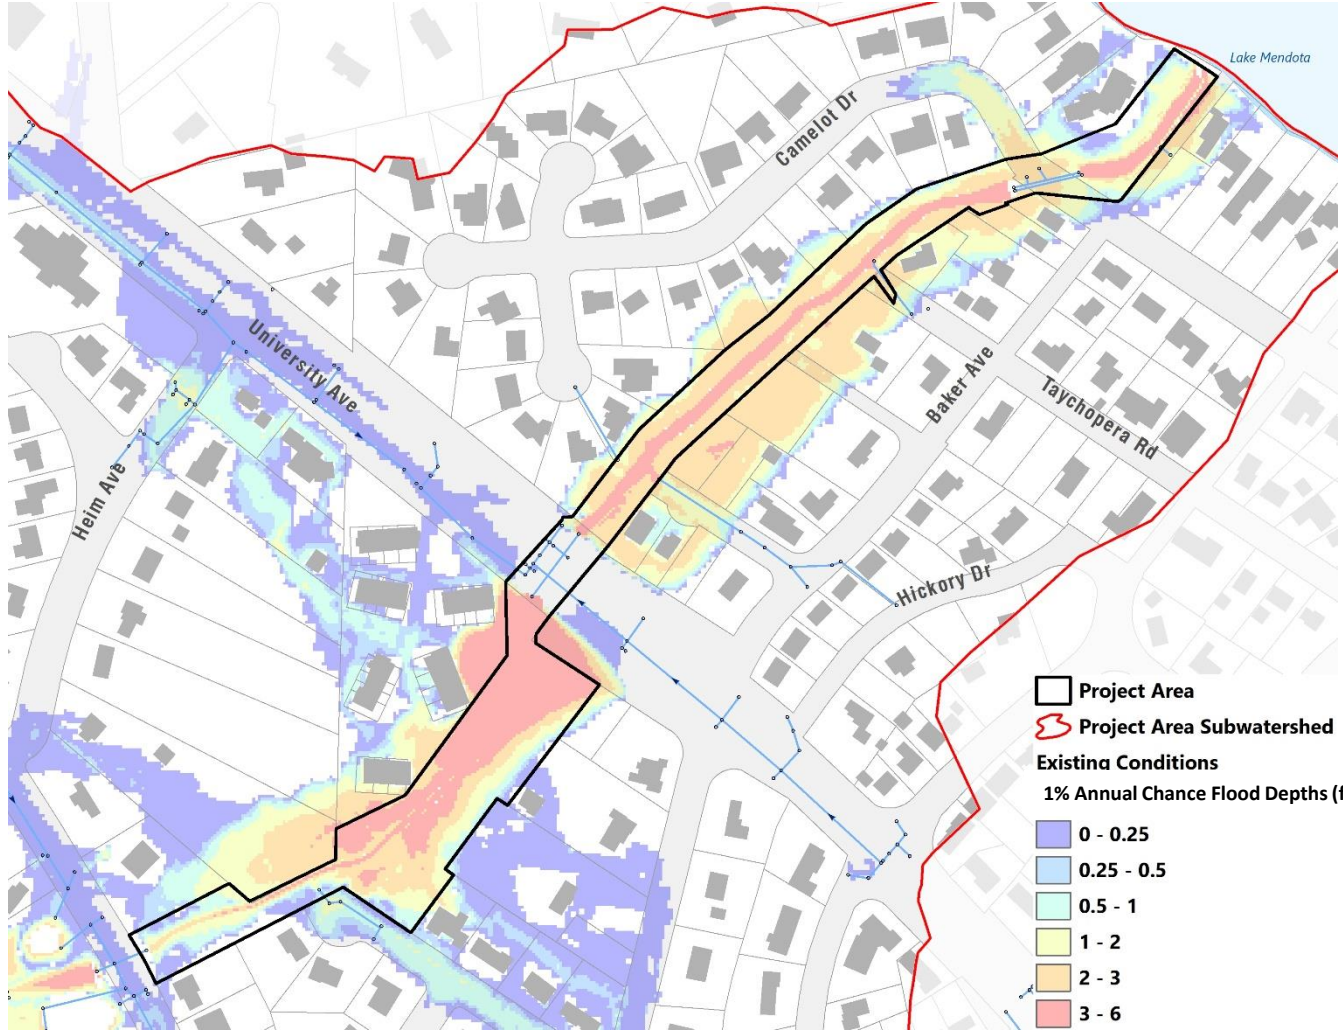 Lake Mendota
Camelot Dr
University Ave
Baker Ave
Taychopera Rd
Heim Ave
Hickory Dr
Project Area
Project Area Subwatershed
Existing Conditions
1% Annual Chance Flood Depths (f
0 - 0.25
0.25 - 0.5
0.5 - 1
1 - 2
2 - 3
3 - 6